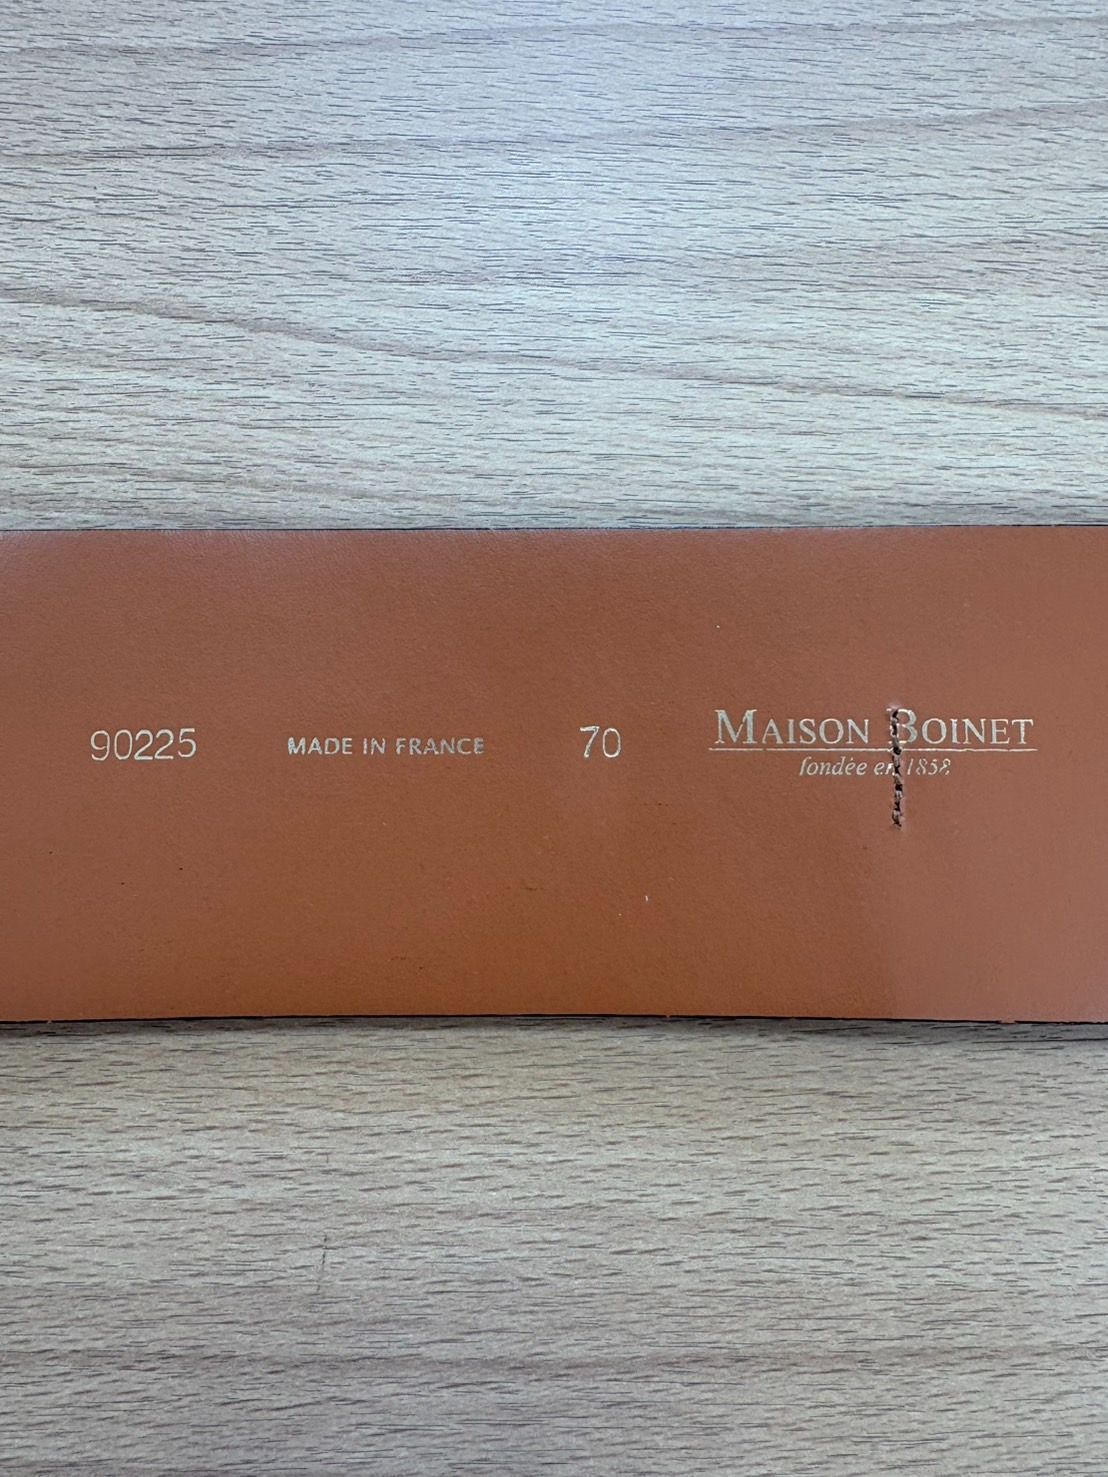 90225 MADE IN FRANCE 70 MAISON BOINET
fondée en 1858